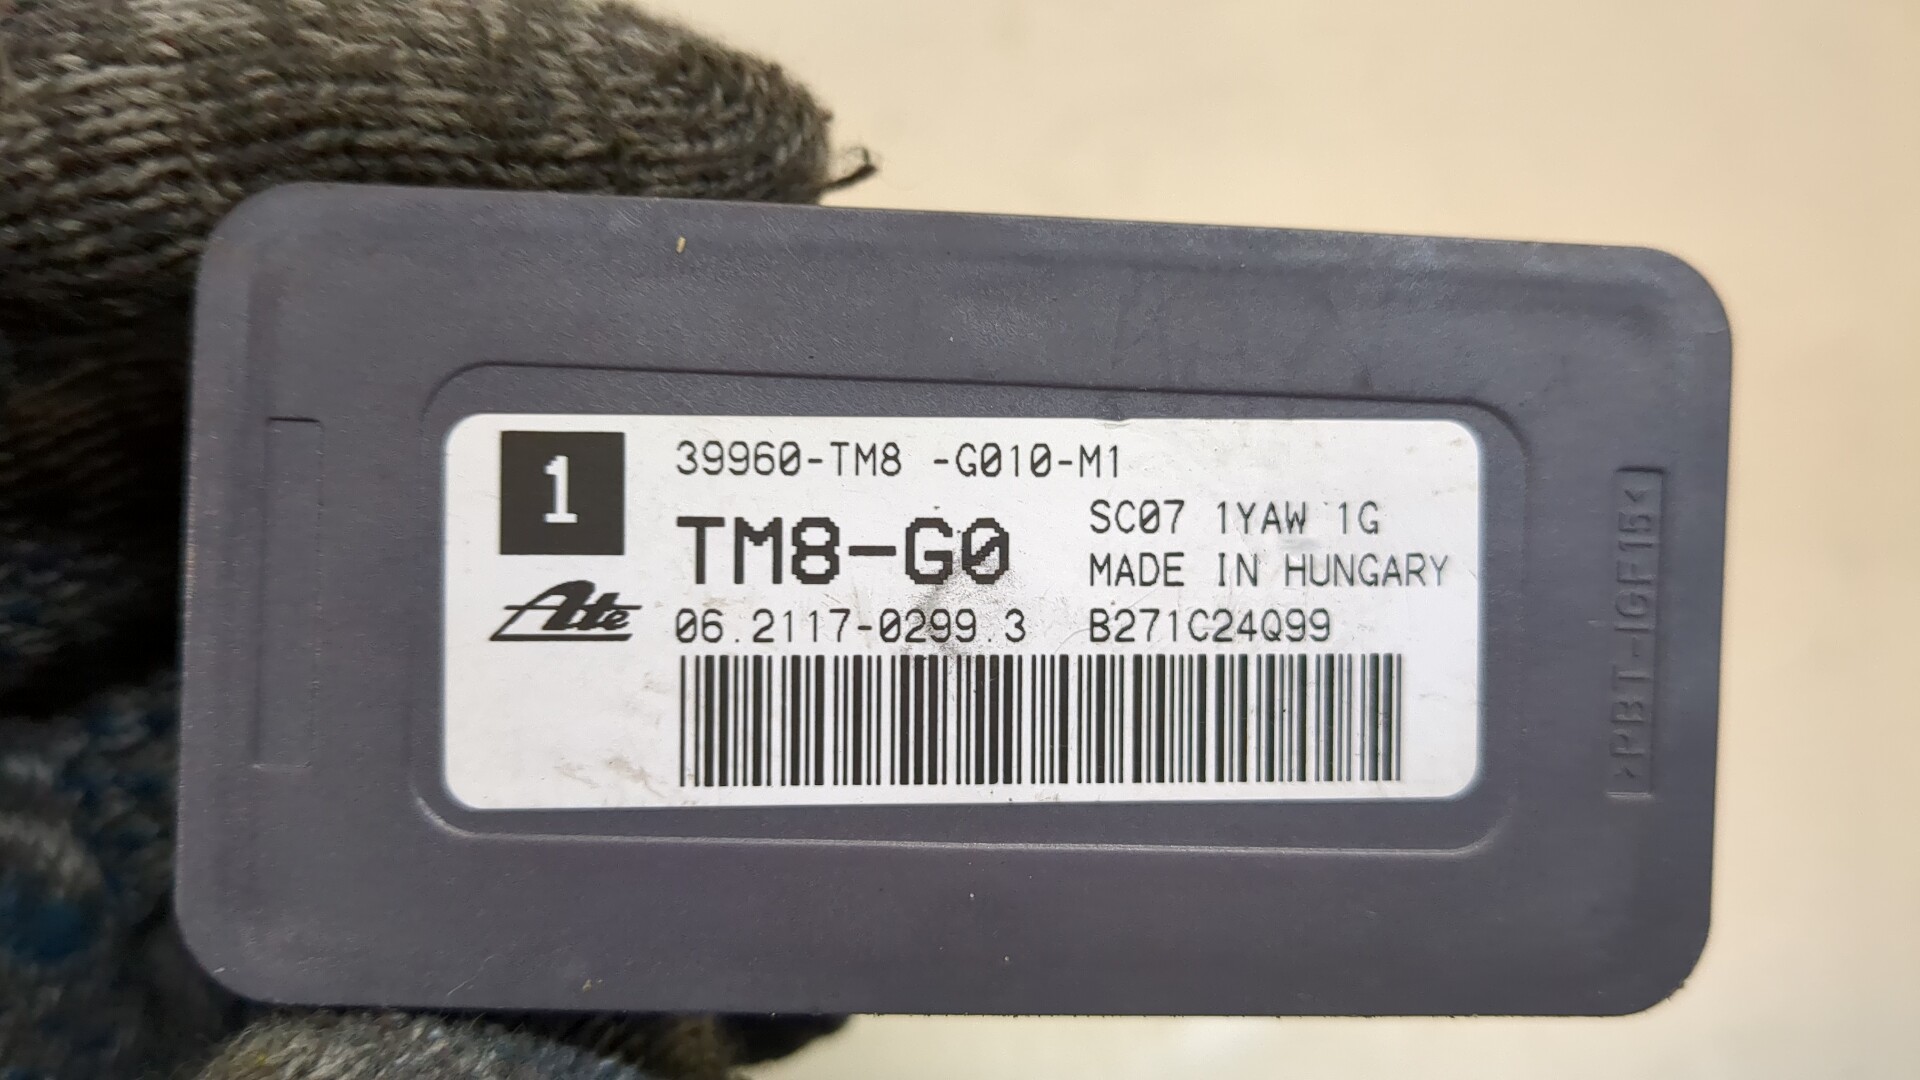 1
39960-TM8 -G010-M1
TM8-G0
SC07 1YAW 1G
MADE IN HUNGARY
Ate
06.2117-0299.3 B271C24Q99
>PBT-IGF15<